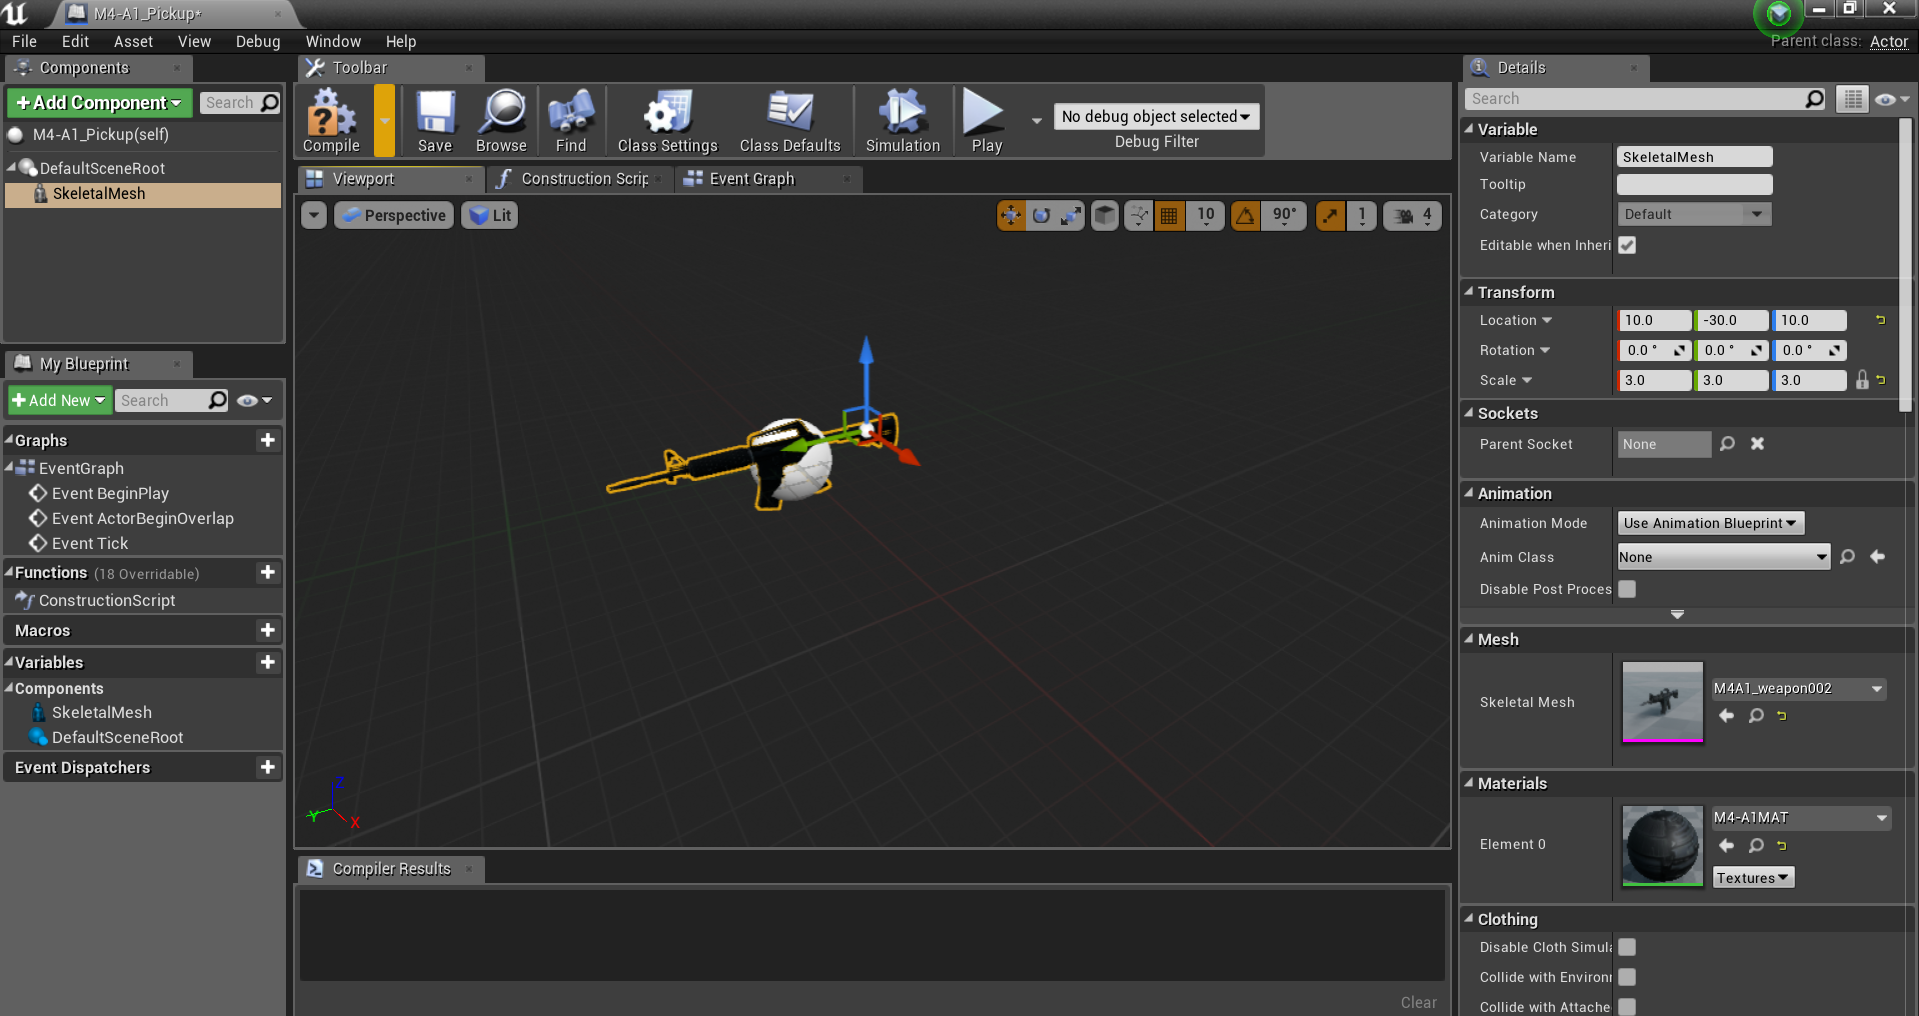 M4-A1_Pickup*
File Edit Asset View Debug Window Help
Parent class: Actor
Components
+Add Component
Search
M4-A1_Pickup(self)
DefaultSceneRoot
SkeletalMesh
My Blueprint
+Add New
Search
Graphs
EventGraph
Event BeginPlay
Event ActorBeginOverlap
Event Tick
Functions (18 Overridable)
ConstructionScript
Macros
Variables
Components
SkeletalMesh
DefaultSceneRoot
Event Dispatchers
Toolbar
Compile Save Browse Find Class Settings Class Defaults Simulation Play
No debug object selected
Debug Filter
Viewport Construction Scrip Event Graph
Perspective Lit 10 90° 1 4
Z
Y
X
Compiler Results
Clear
Details
Search
Variable
Variable Name SkeletalMesh
Tooltip
Category Default
Editable when Inheri
Transform
Location 10.0 -30.0 10.0
Rotation 0.0 ° 0.0 ° 0.0 °
Scale 3.0 3.0 3.0
Sockets
Parent Socket None
Animation
Animation Mode Use Animation Blueprint
Anim Class None
Disable Post Proces
Mesh
Skeletal Mesh M4A1_weapon002
Materials
Element 0 M4-A1MAT
Textures
Clothing
Disable Cloth Simula
Collide with Environr
Collide with Attache